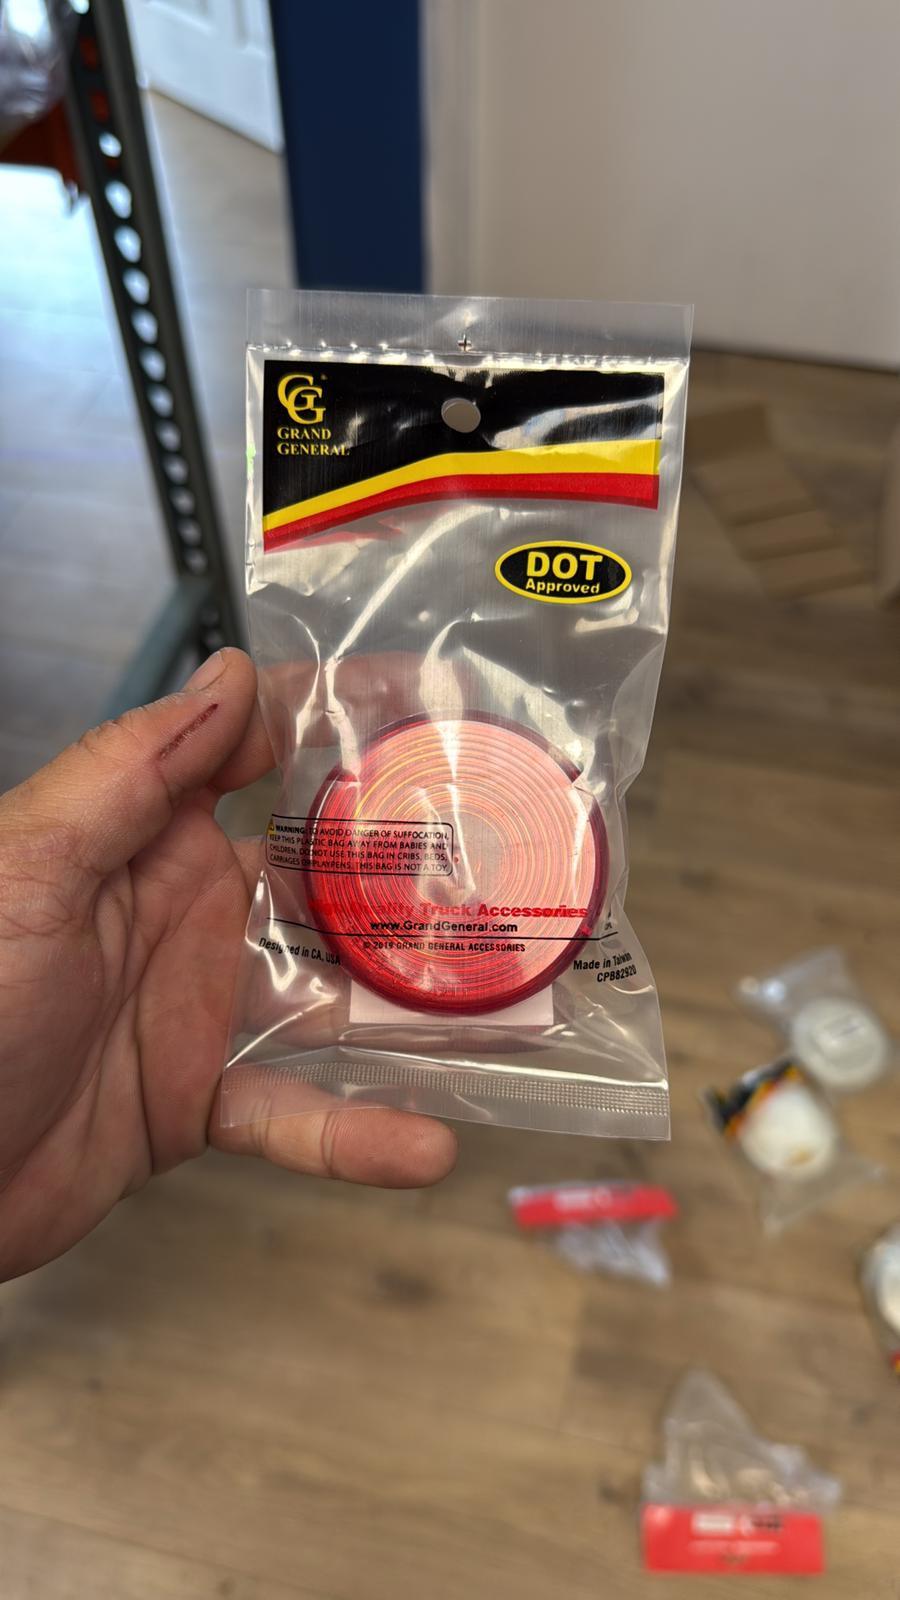 GG®
GRAND
GENERAL
DOT
Approved
WARNING: TO AVOID DANGER OF SUFFOCATION,
KEEP THIS PLASTIC BAG AWAY FROM BABIES AND
CHILDREN. DO NOT USE THIS BAG IN CRIBS, BEDS,
CARRIAGES OR PLAYPENS. THIS BAG IS NOT A TOY.
Quality Truck Accessories
www.GrandGeneral.com
© 2019 GRAND GENERAL ACCESSORIES
Designed in CA, USA
Made in Taiwan
CPB82920